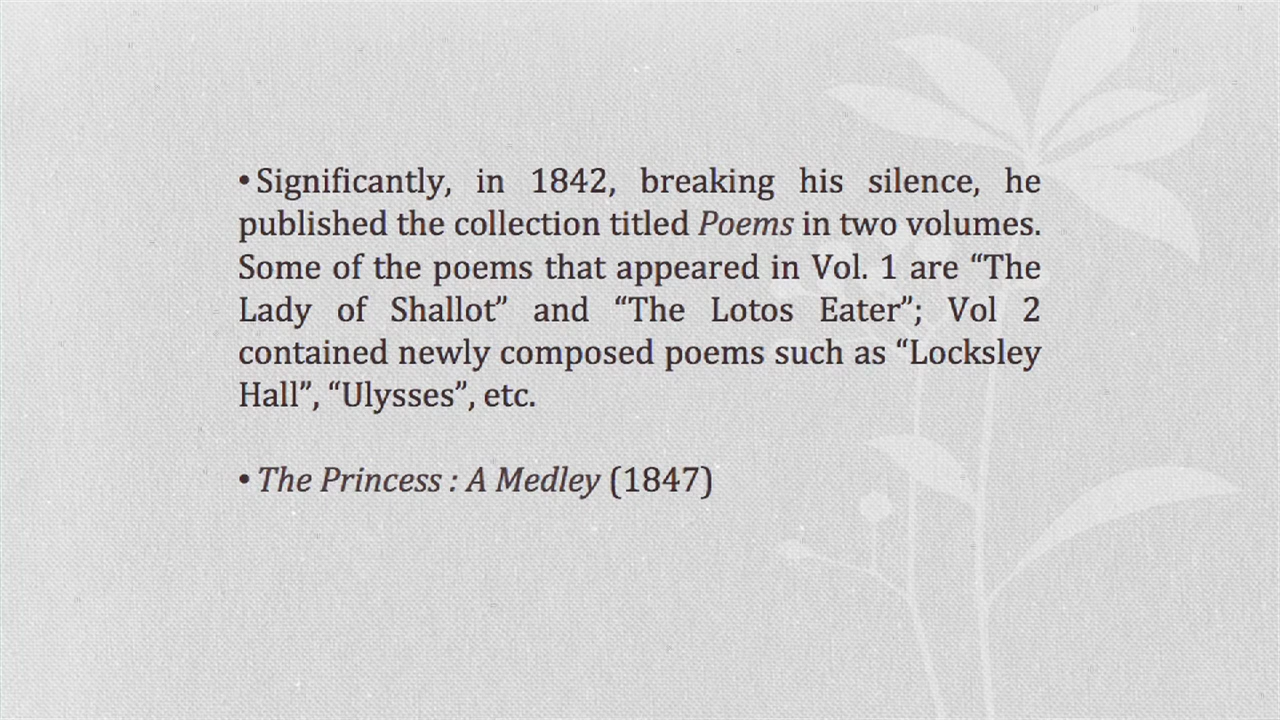 • Significantly, in 1842, breaking his silence, he
published the collection titled Poems in two volumes.
Some of the poems that appeared in Vol. 1 are “The
Lady of Shallot” and “The Lotos Eater”; Vol 2
contained newly composed poems such as “Locksley
Hall”, “Ulysses”, etc.
• The Princess : A Medley (1847)